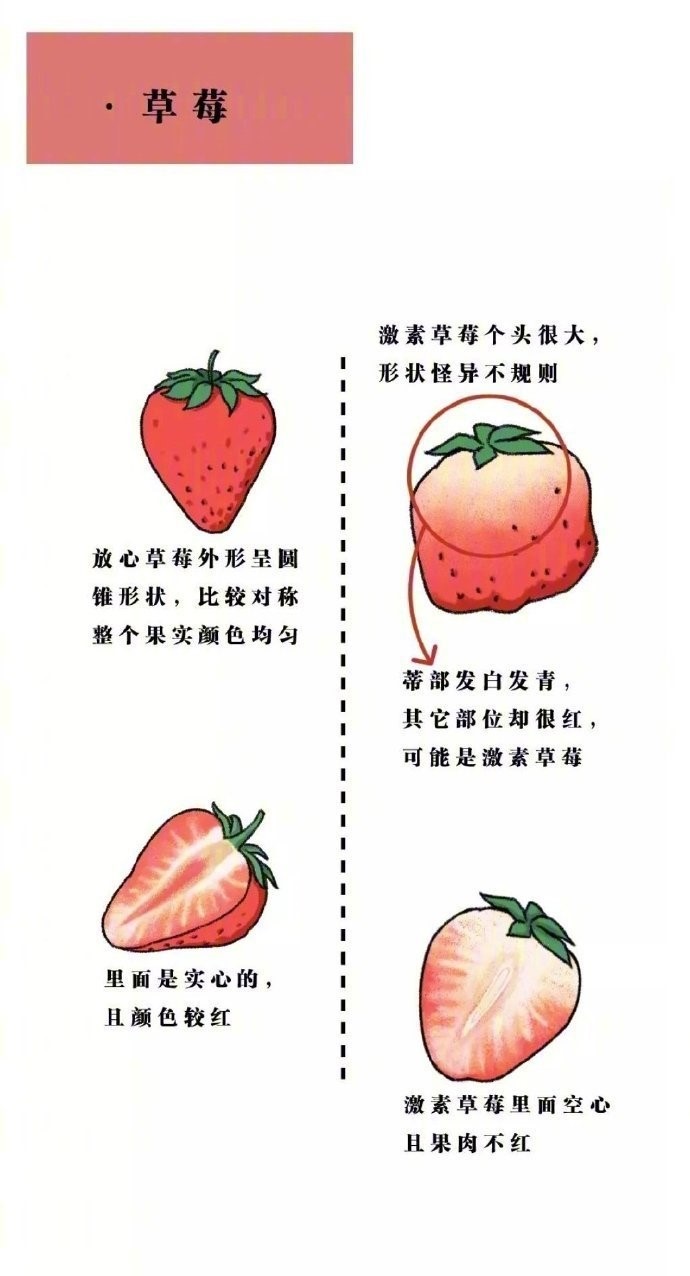 ·草莓
激素草莓个头很大，
形状怪异不规则
放心草莓外形呈圆
锥形状，比较对称
整个果实颜色均匀
蒂部发白发青，
其它部位却很红，
可能是激素草莓
里面是实心的，
且颜色较红
激素草莓里面空心
且果肉不红